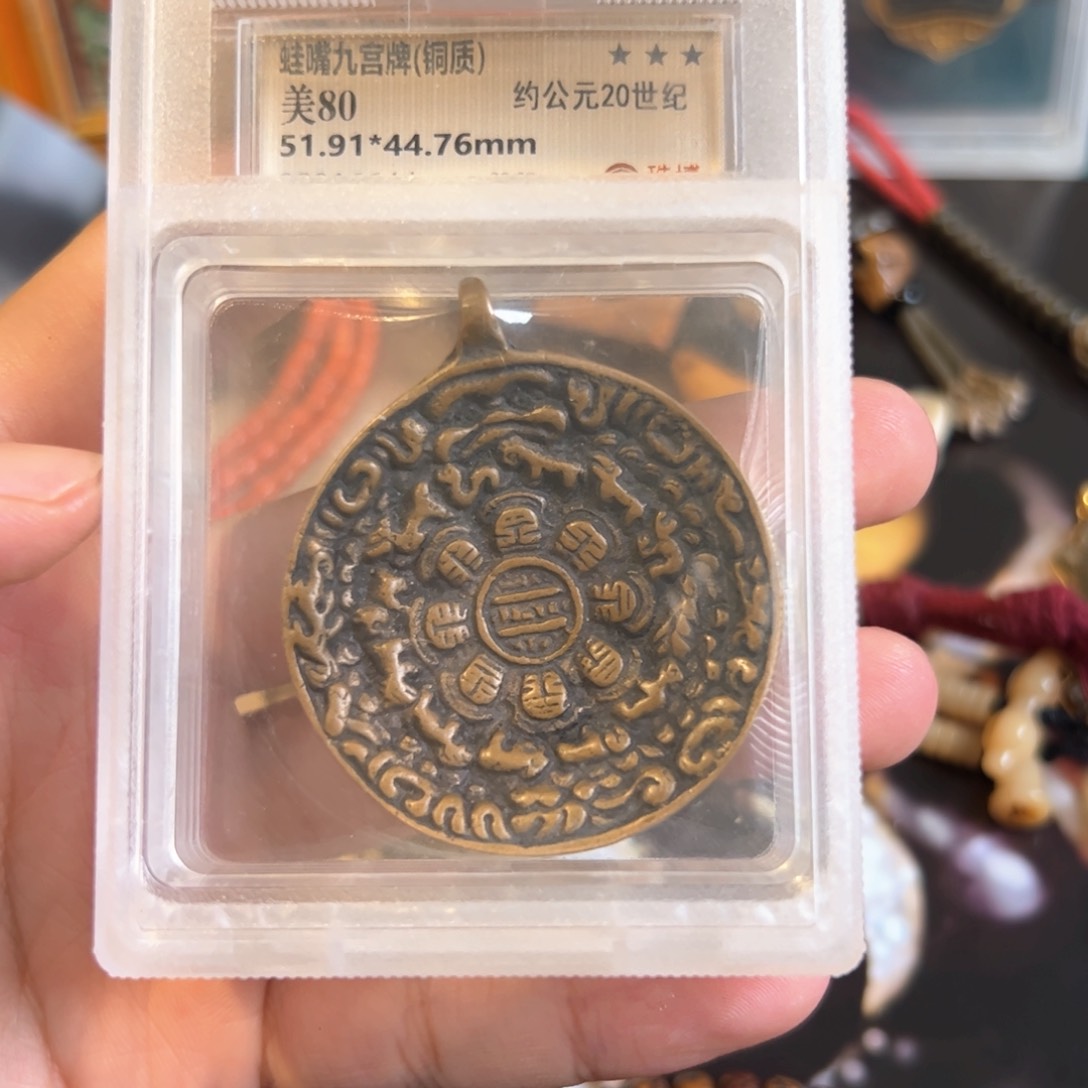 蛙嘴九宫牌(铜质) ★★★
美80 约公元20世纪
51.91*44.76mm